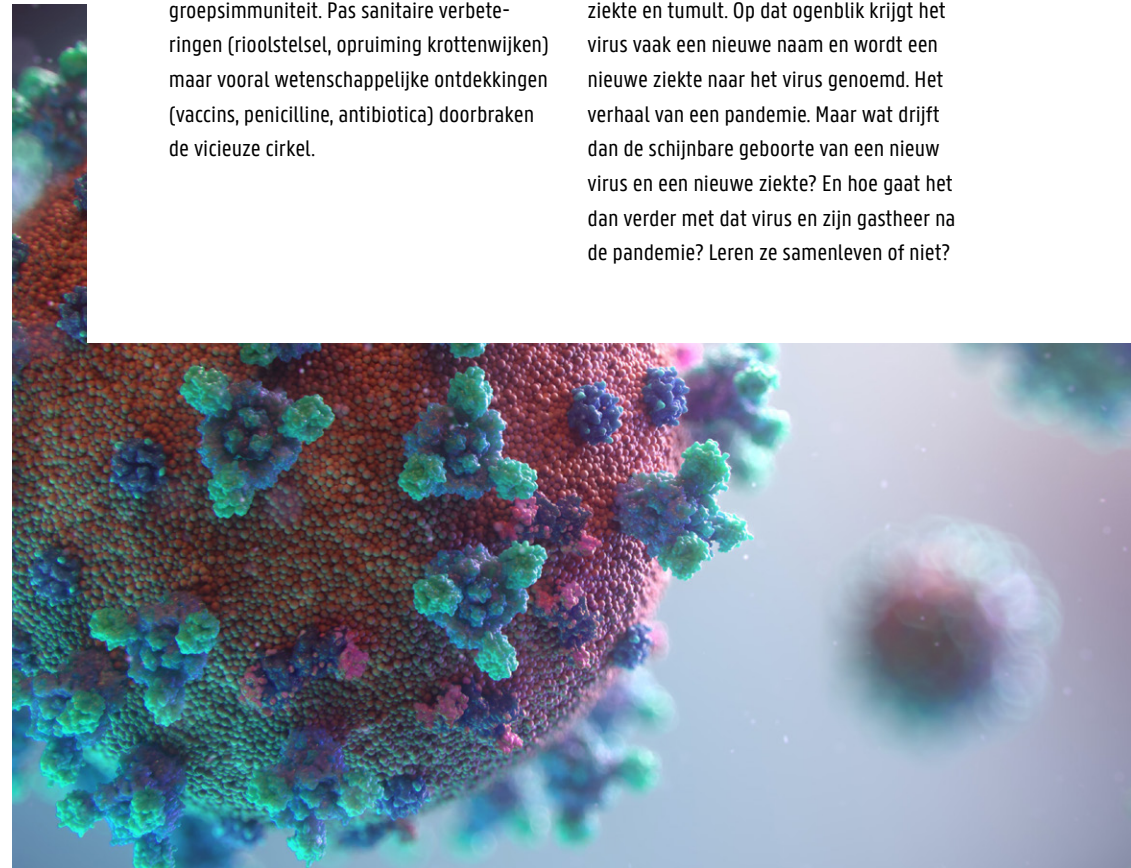 groepsimmuniteit. Pas sanitaire verbete-
ringen (rioolstelsel, opruiming krottenwijken)
maar vooral wetenschappelijke ontdekkingen
(vaccins, penicilline, antibiotica) doorbraken
de vicieuze cirkel.
ziekte en tumult. Op dat ogenblik krijgt het
virus vaak een nieuwe naam en wordt een
nieuwe ziekte naar het virus genoemd. Het
verhaal van een pandemie. Maar wat drijft
dan de schijnbare geboorte van een nieuw
virus en een nieuwe ziekte? En hoe gaat het
dan verder met dat virus en zijn gastheer na
de pandemie? Leren ze samenleven of niet?